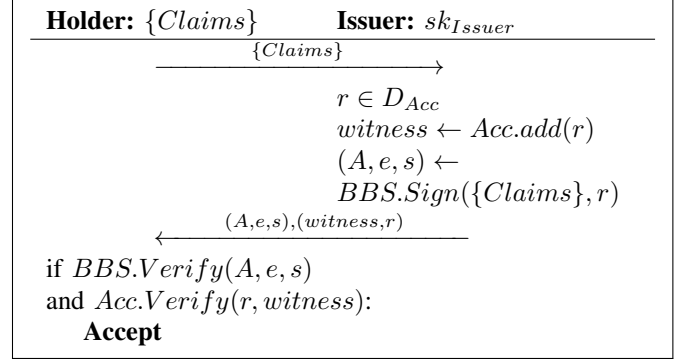 Holder: {Claims} Issuer: sk_Issuer
{Claims}
r ∈ D_Acc
witness ← Acc.add(r)
(A, e, s) ←
BBS.Sign({Claims}, r)
(A,e,s),(witness,r)
if BBS.Verify(A, e, s)
and Acc.Verify(r, witness):
Accept